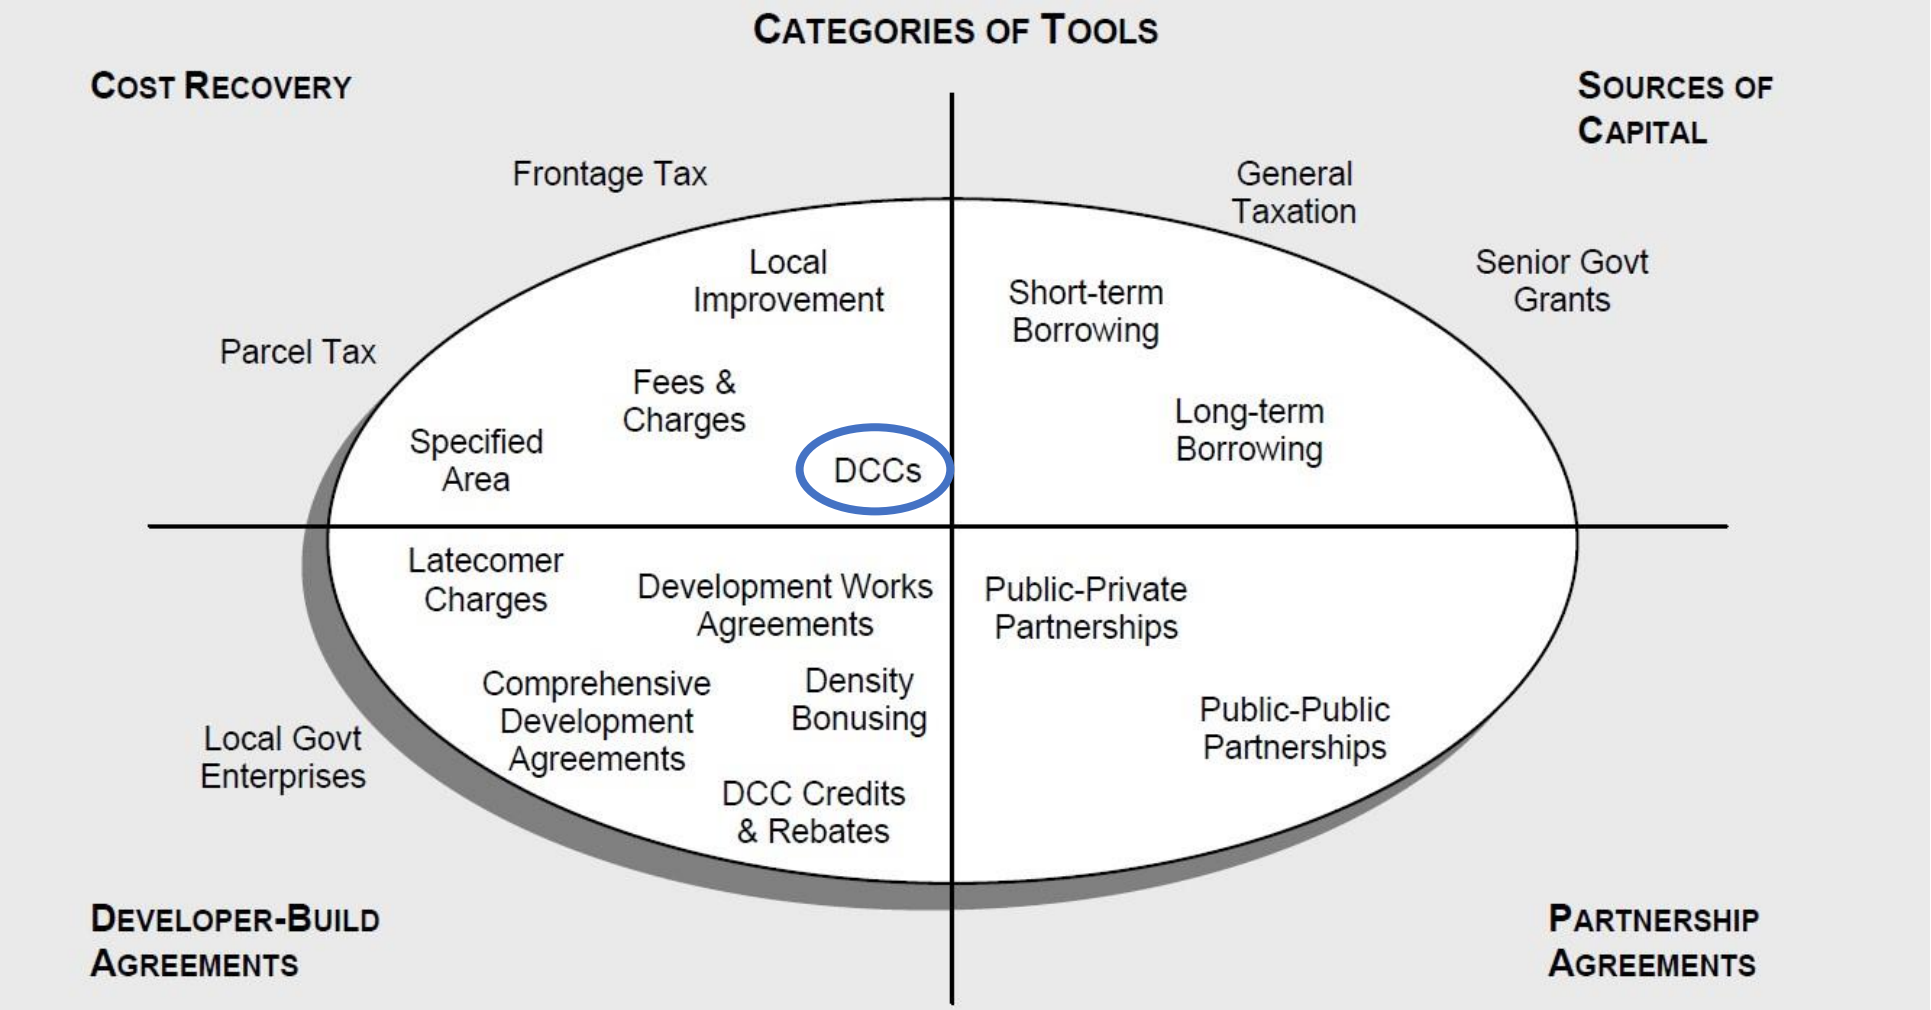 CATEGORIES OF TOOLS
COST RECOVERY
SOURCES OF
CAPITAL
Frontage Tax
General
Taxation
Local
Improvement
Senior Govt
Grants
Short-term
Borrowing
Parcel Tax
Fees &
Charges
Long-term
Borrowing
Specified
Area
DCCs
Latecomer
Charges
Development Works
Agreements
Public-Private
Partnerships
Comprehensive
Development
Agreements
Density
Bonusing
Public-Public
Partnerships
Local Govt
Enterprises
DCC Credits
& Rebates
DEVELOPER-BUILD
AGREEMENTS
PARTNERSHIP
AGREEMENTS